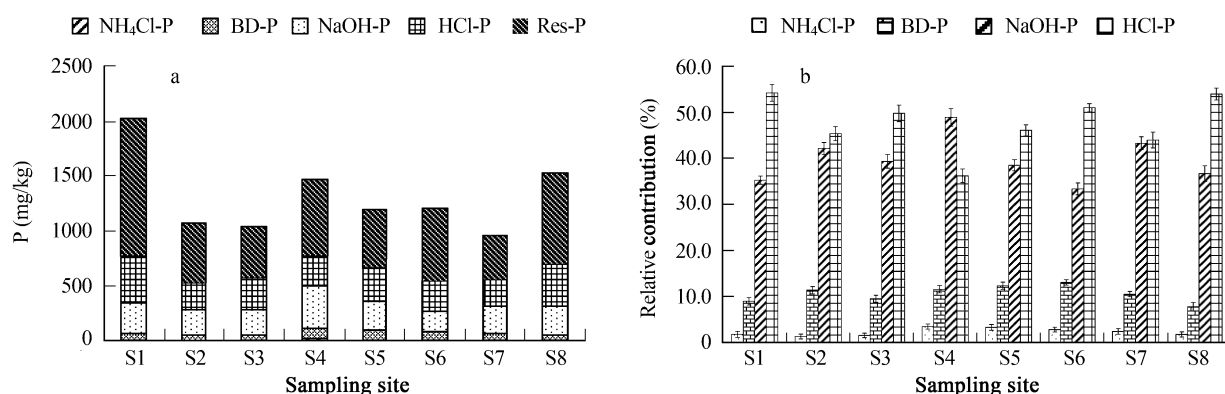 NH₄Cl-P BD-P NaOH-P HCl-P Res-P
a
P (mg/kg)
2500
2000
1500
1000
500
0
S1 S2 S3 S4 S5 S6 S7 S8
Sampling site
NH₄Cl-P BD-P NaOH-P HCl-P
b
Relative contribution (%)
60.0
50.0
40.0
30.0
20.0
10.0
0
S1 S2 S3 S4 S5 S6 S7 S8
Sampling site